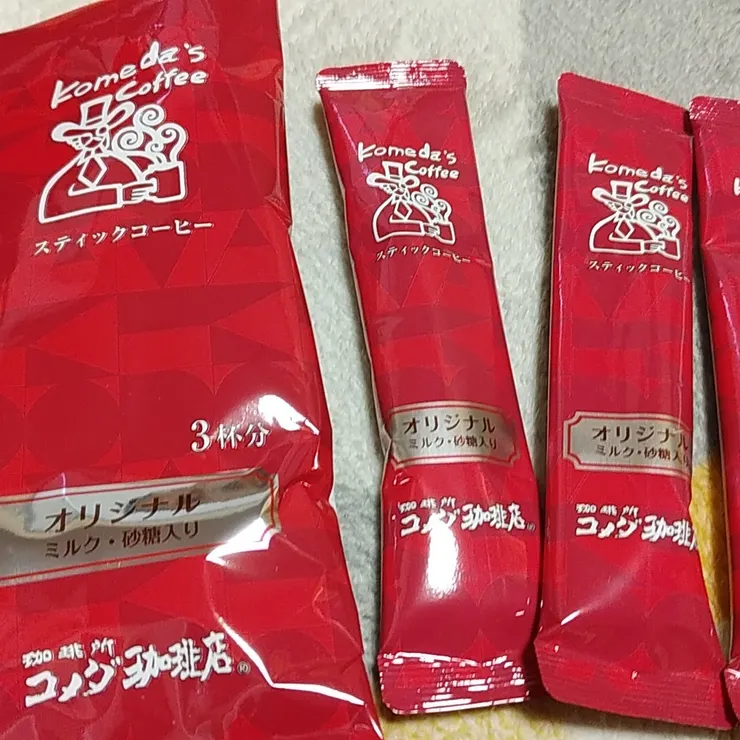 Komeda's
Coffee
スティックコーヒー
3杯分
オリジナル
ミルク・砂糖入り
珈琲所
コメダ珈琲店
Komeda's
Coffee
スティックコーヒー
オリジナル
ミルク・砂糖入り
珈琲所
コメダ珈琲店
Komeda's
Coffee
スティックコーヒー
オリジナル
ミルク・砂糖入り
珈琲所
コメダ珈琲